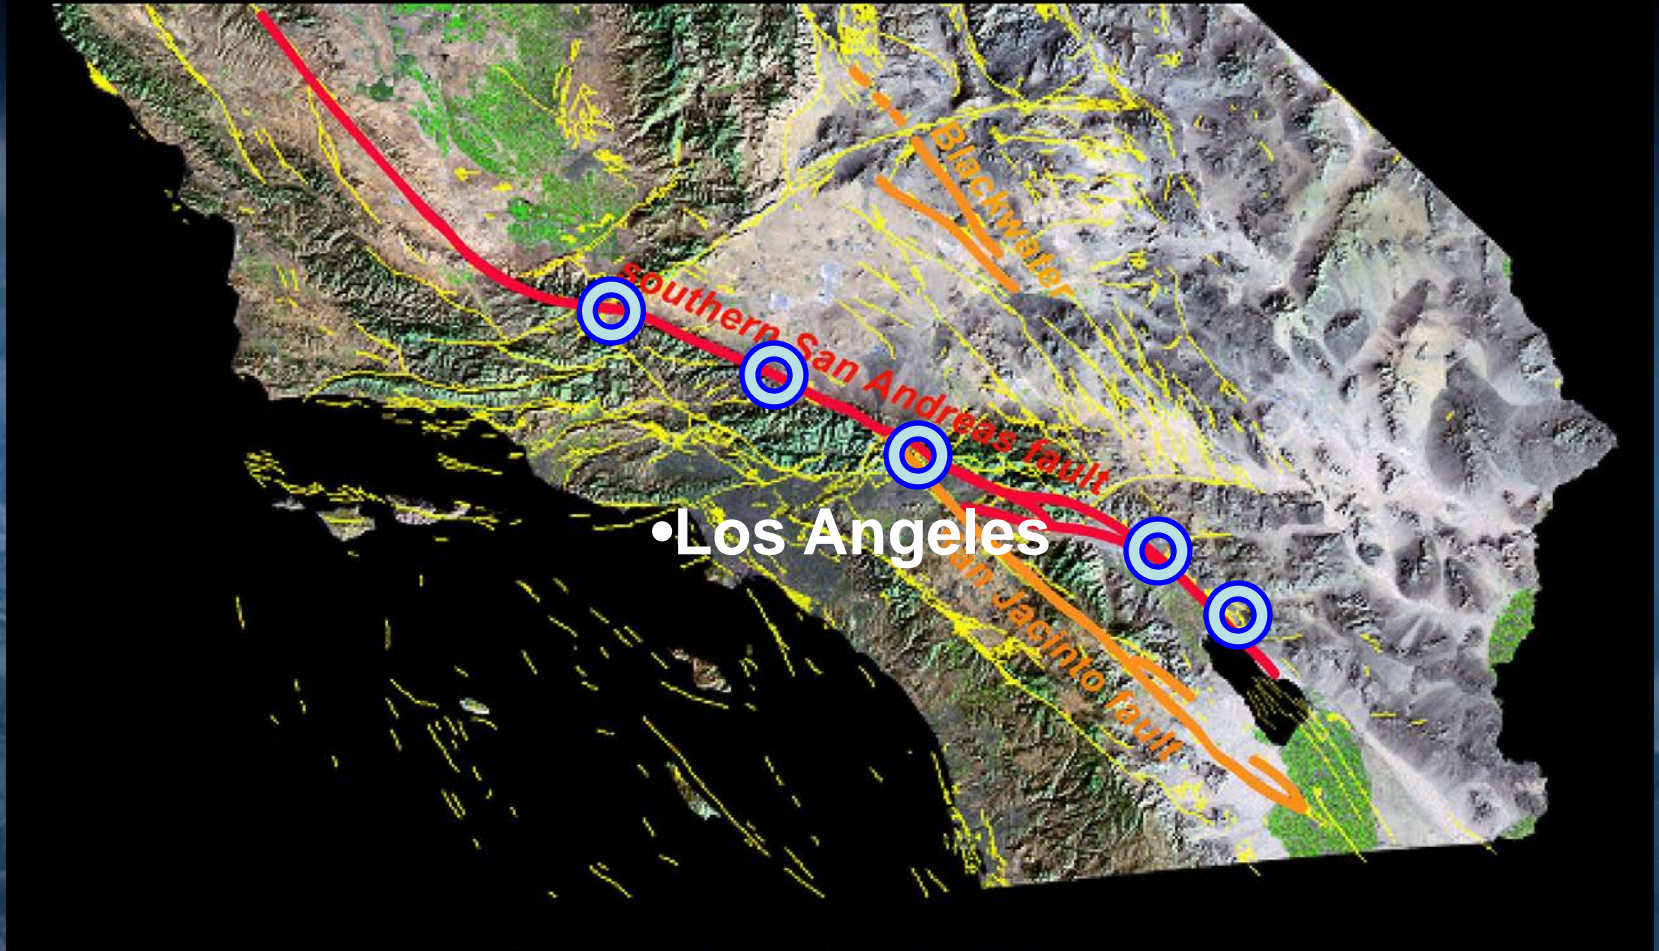 Blackwater
southern San Andreas fault
•Los Angeles
San Jacinto fault